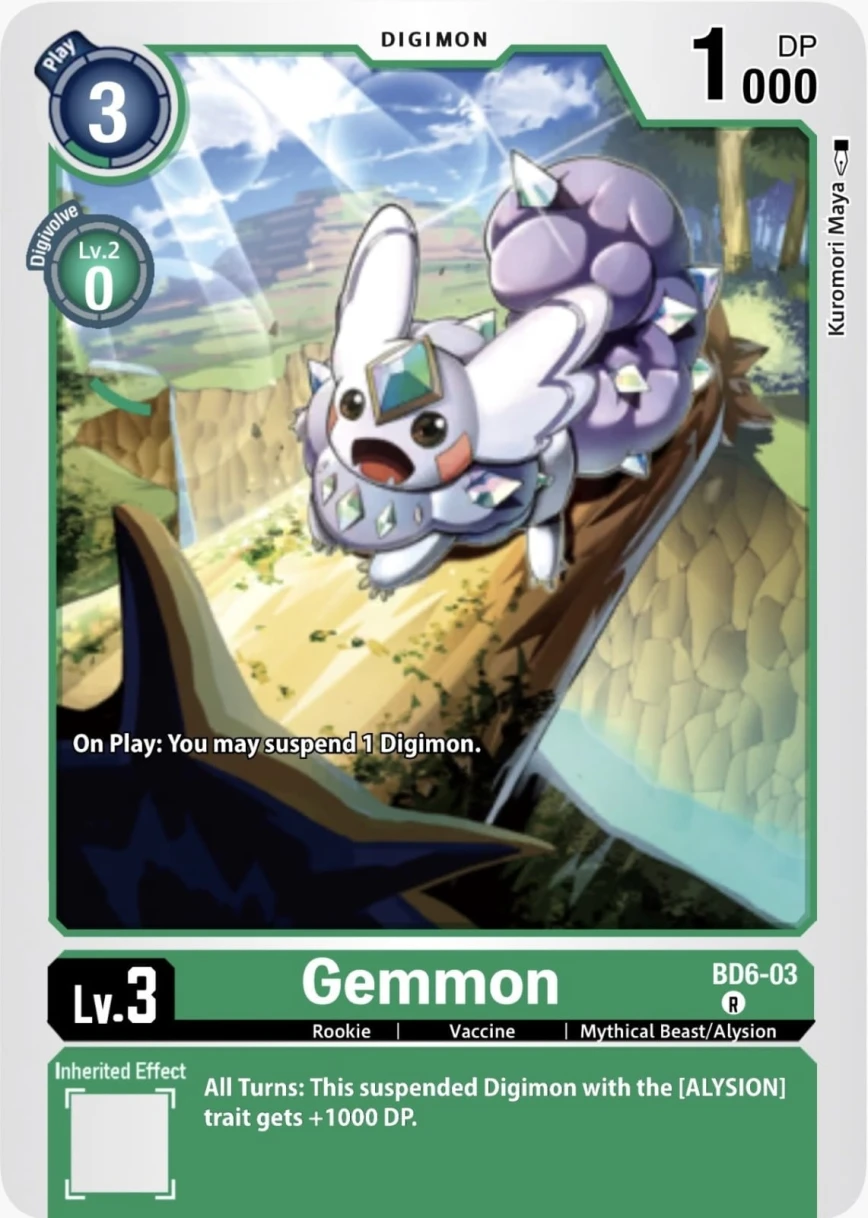 DIGIMON
Play
3
1000
DP
Digivolve
Lv.2
0
Kuromori Maya
On Play: You may suspend 1 Digimon.
Lv.3
Gemmon
BD6-03
R
Rookie | Vaccine | Mythical Beast/Alysion
Inherited Effect
All Turns: This suspended Digimon with the [ALYSION]
trait gets +1000 DP.